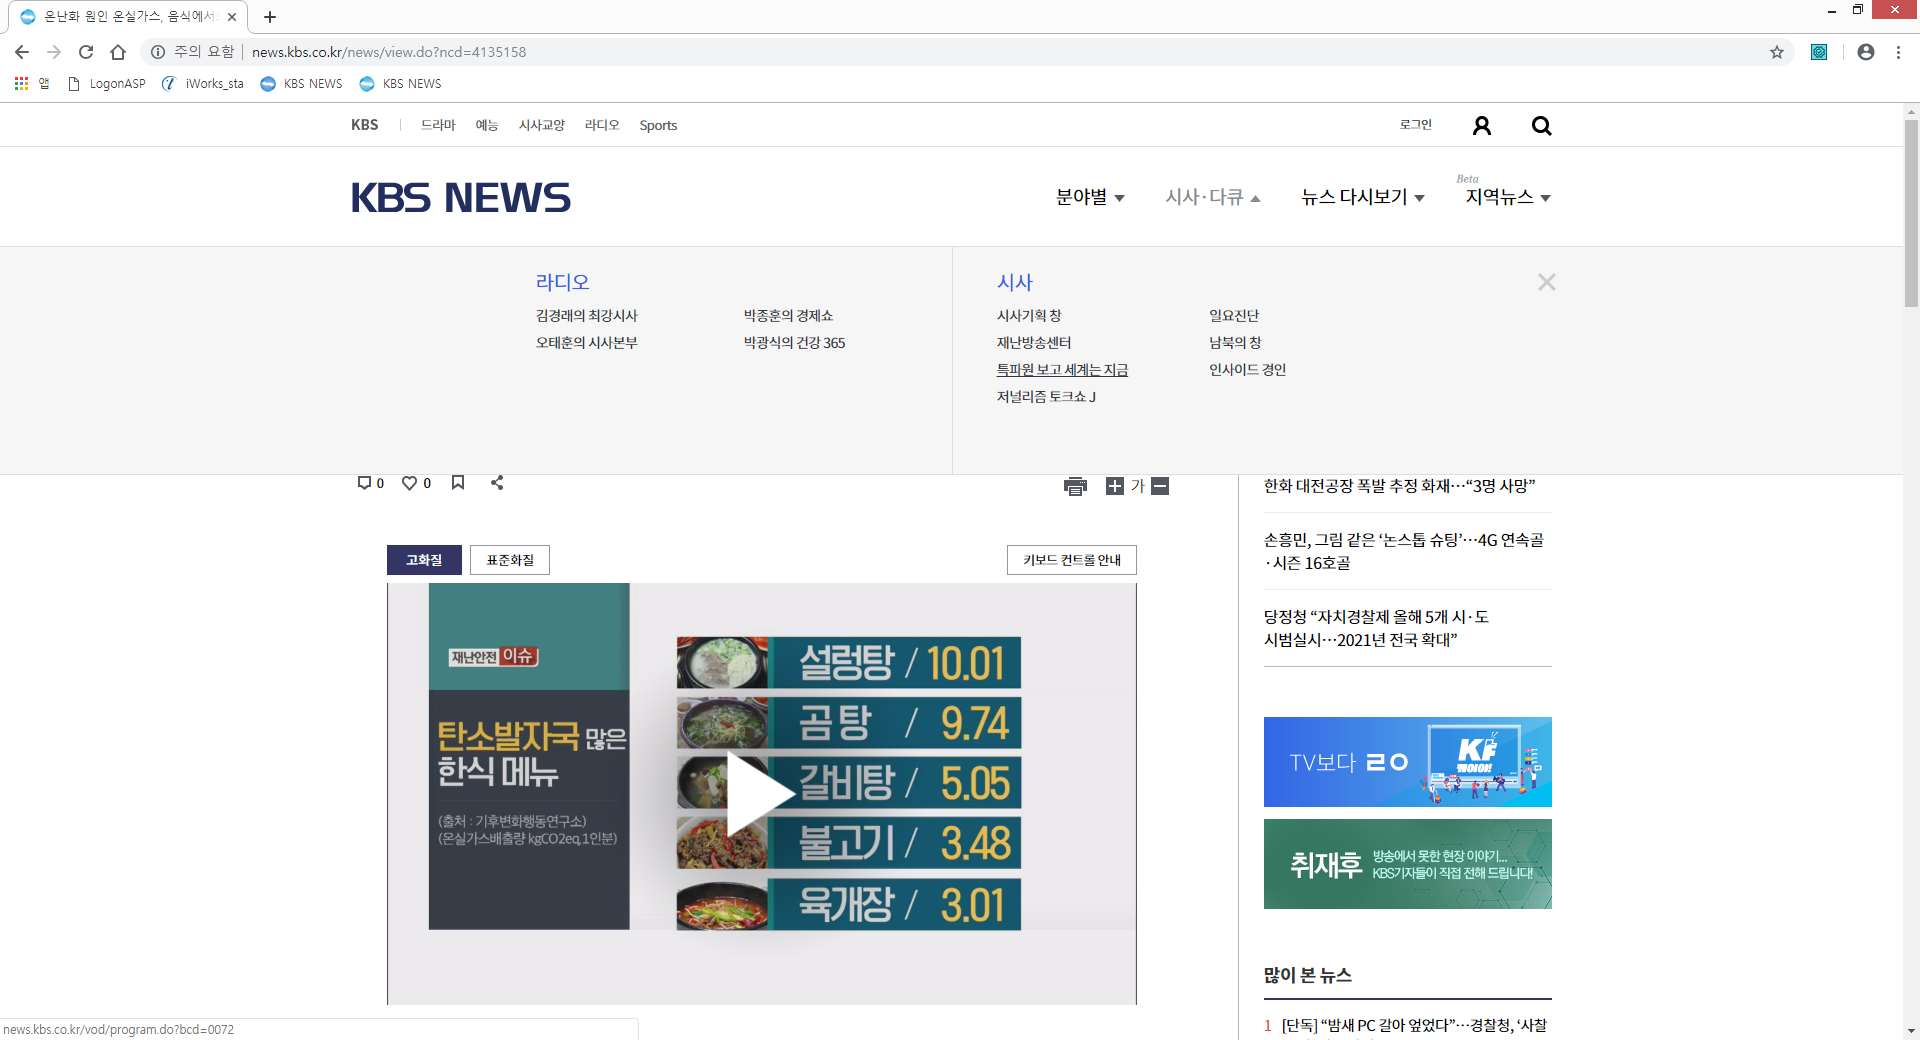 온난화 원인 온실가스, 음식에서
주의 요함
news.kbs.co.kr/news/view.do?ncd=4135158
앱
LogonASP
iWorks_sta
KBS NEWS
KBS NEWS
KBS
드라마
예능
시사교양
라디오
Sports
로그인
KBS NEWS
분야별
시사·다큐
뉴스 다시보기
Beta
지역뉴스
라디오
김경래의 최강시사
박종훈의 경제쇼
오태훈의 시사본부
박광식의 건강 365
시사
시사기획 창
일요진단
재난방송센터
남북의 창
특파원 보고 세계는 지금
인사이드 경인
저널리즘 토크쇼 J
0
0
가
고화질
표준화질
키보드 컨트롤 안내
재난안전 이슈
탄소발자국 많은
한식 메뉴
(출처 : 기후변화행동연구소)
(온실가스배출량 kgCO2eq,1인분)
설렁탕 / 10.01
곰탕 / 9.74
갈비탕 / 5.05
불고기 / 3.48
육개장 / 3.01
한화 대전공장 폭발 추정 화재…“3명 사망”
손흥민, 그림 같은 ‘논스톱 슈팅’…4G 연속골
·시즌 16호골
당정청 “자치경찰제 올해 5개 시·도
시범실시…2021년 전국 확대”
TV보다 ㄹㅇ
케이야!
취재후
방송에서 못한 현장 이야기...
KBS기자들이 직접 전해 드립니다!
많이 본 뉴스
1 [단독] “밤새 PC 갈아 엎었다”…경찰청, ‘사찰
news.kbs.co.kr/vod/program.do?bcd=0072